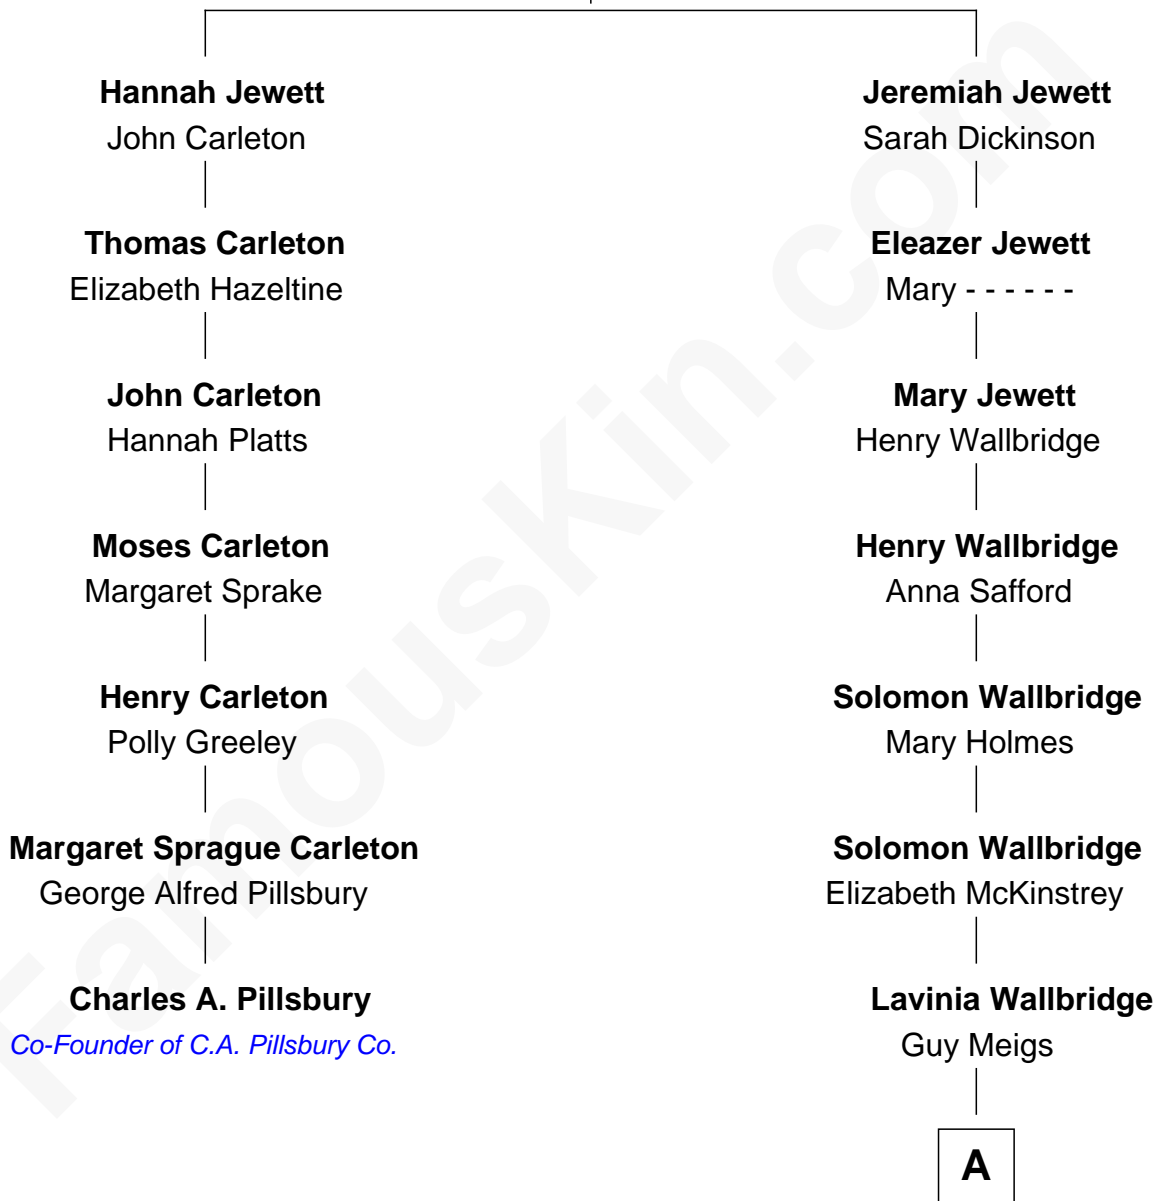 Hannah Jewett
John Carleton
Thomas Carleton
Elizabeth Hazeltine
John Carleton
Hannah Platts
Moses Carleton
Margaret Sprake
Henry Carleton
Polly Greeley
Margaret Sprague Carleton
George Alfred Pillsbury
Charles A. Pillsbury
Co-Founder of C.A. Pillsbury Co.
Jeremiah Jewett
Sarah Dickinson
Eleazer Jewett
Mary - - - - - -
Mary Jewett
Henry Wallbridge
Henry Wallbridge
Anna Safford
Solomon Wallbridge
Mary Holmes
Solomon Wallbridge
Elizabeth McKinstrey
Lavinia Wallbridge
Guy Meigs
A
FamousKin.com